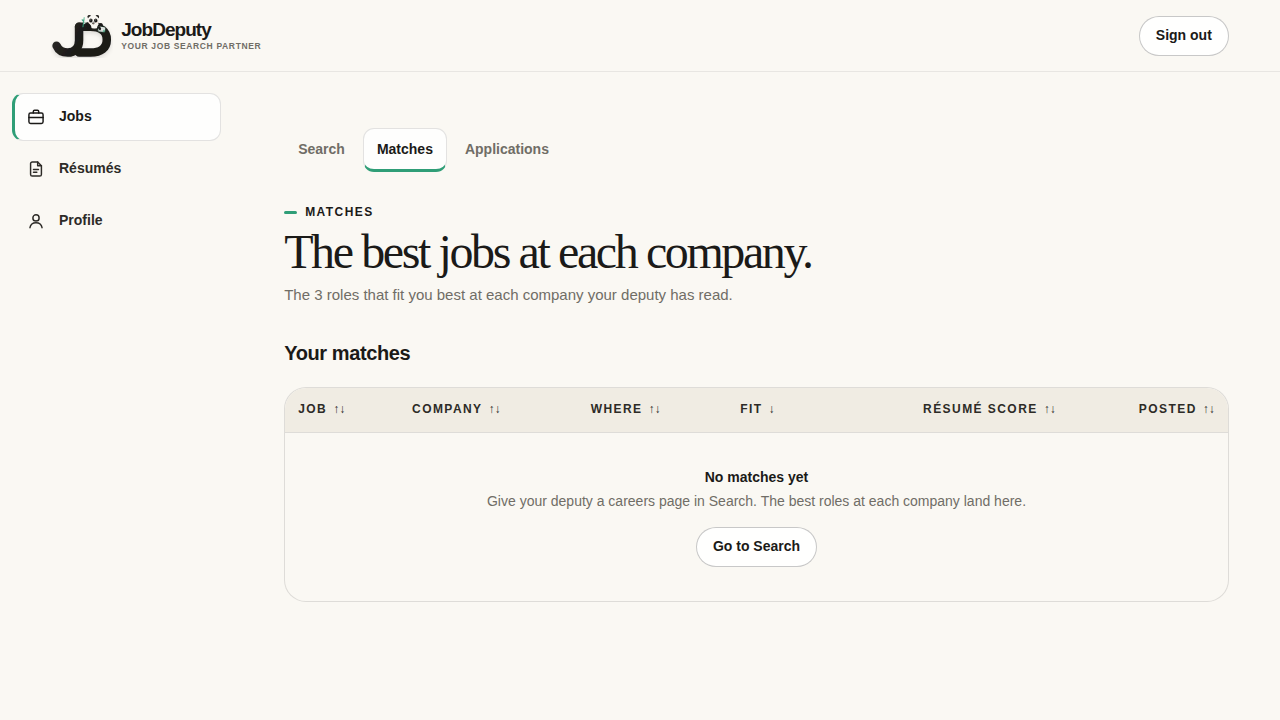 JobDeputy
YOUR JOB SEARCH PARTNER
Sign out
Jobs
Résumés
Profile
Search
Matches
Applications
MATCHES
The best jobs at each company.
The 3 roles that fit you best at each company your deputy has read.
Your matches
JOB ↑↓ COMPANY ↑↓ WHERE ↑↓ FIT ↓ RÉSUMÉ SCORE ↑↓ POSTED ↑↓
No matches yet
Give your deputy a careers page in Search. The best roles at each company land here.
Go to Search